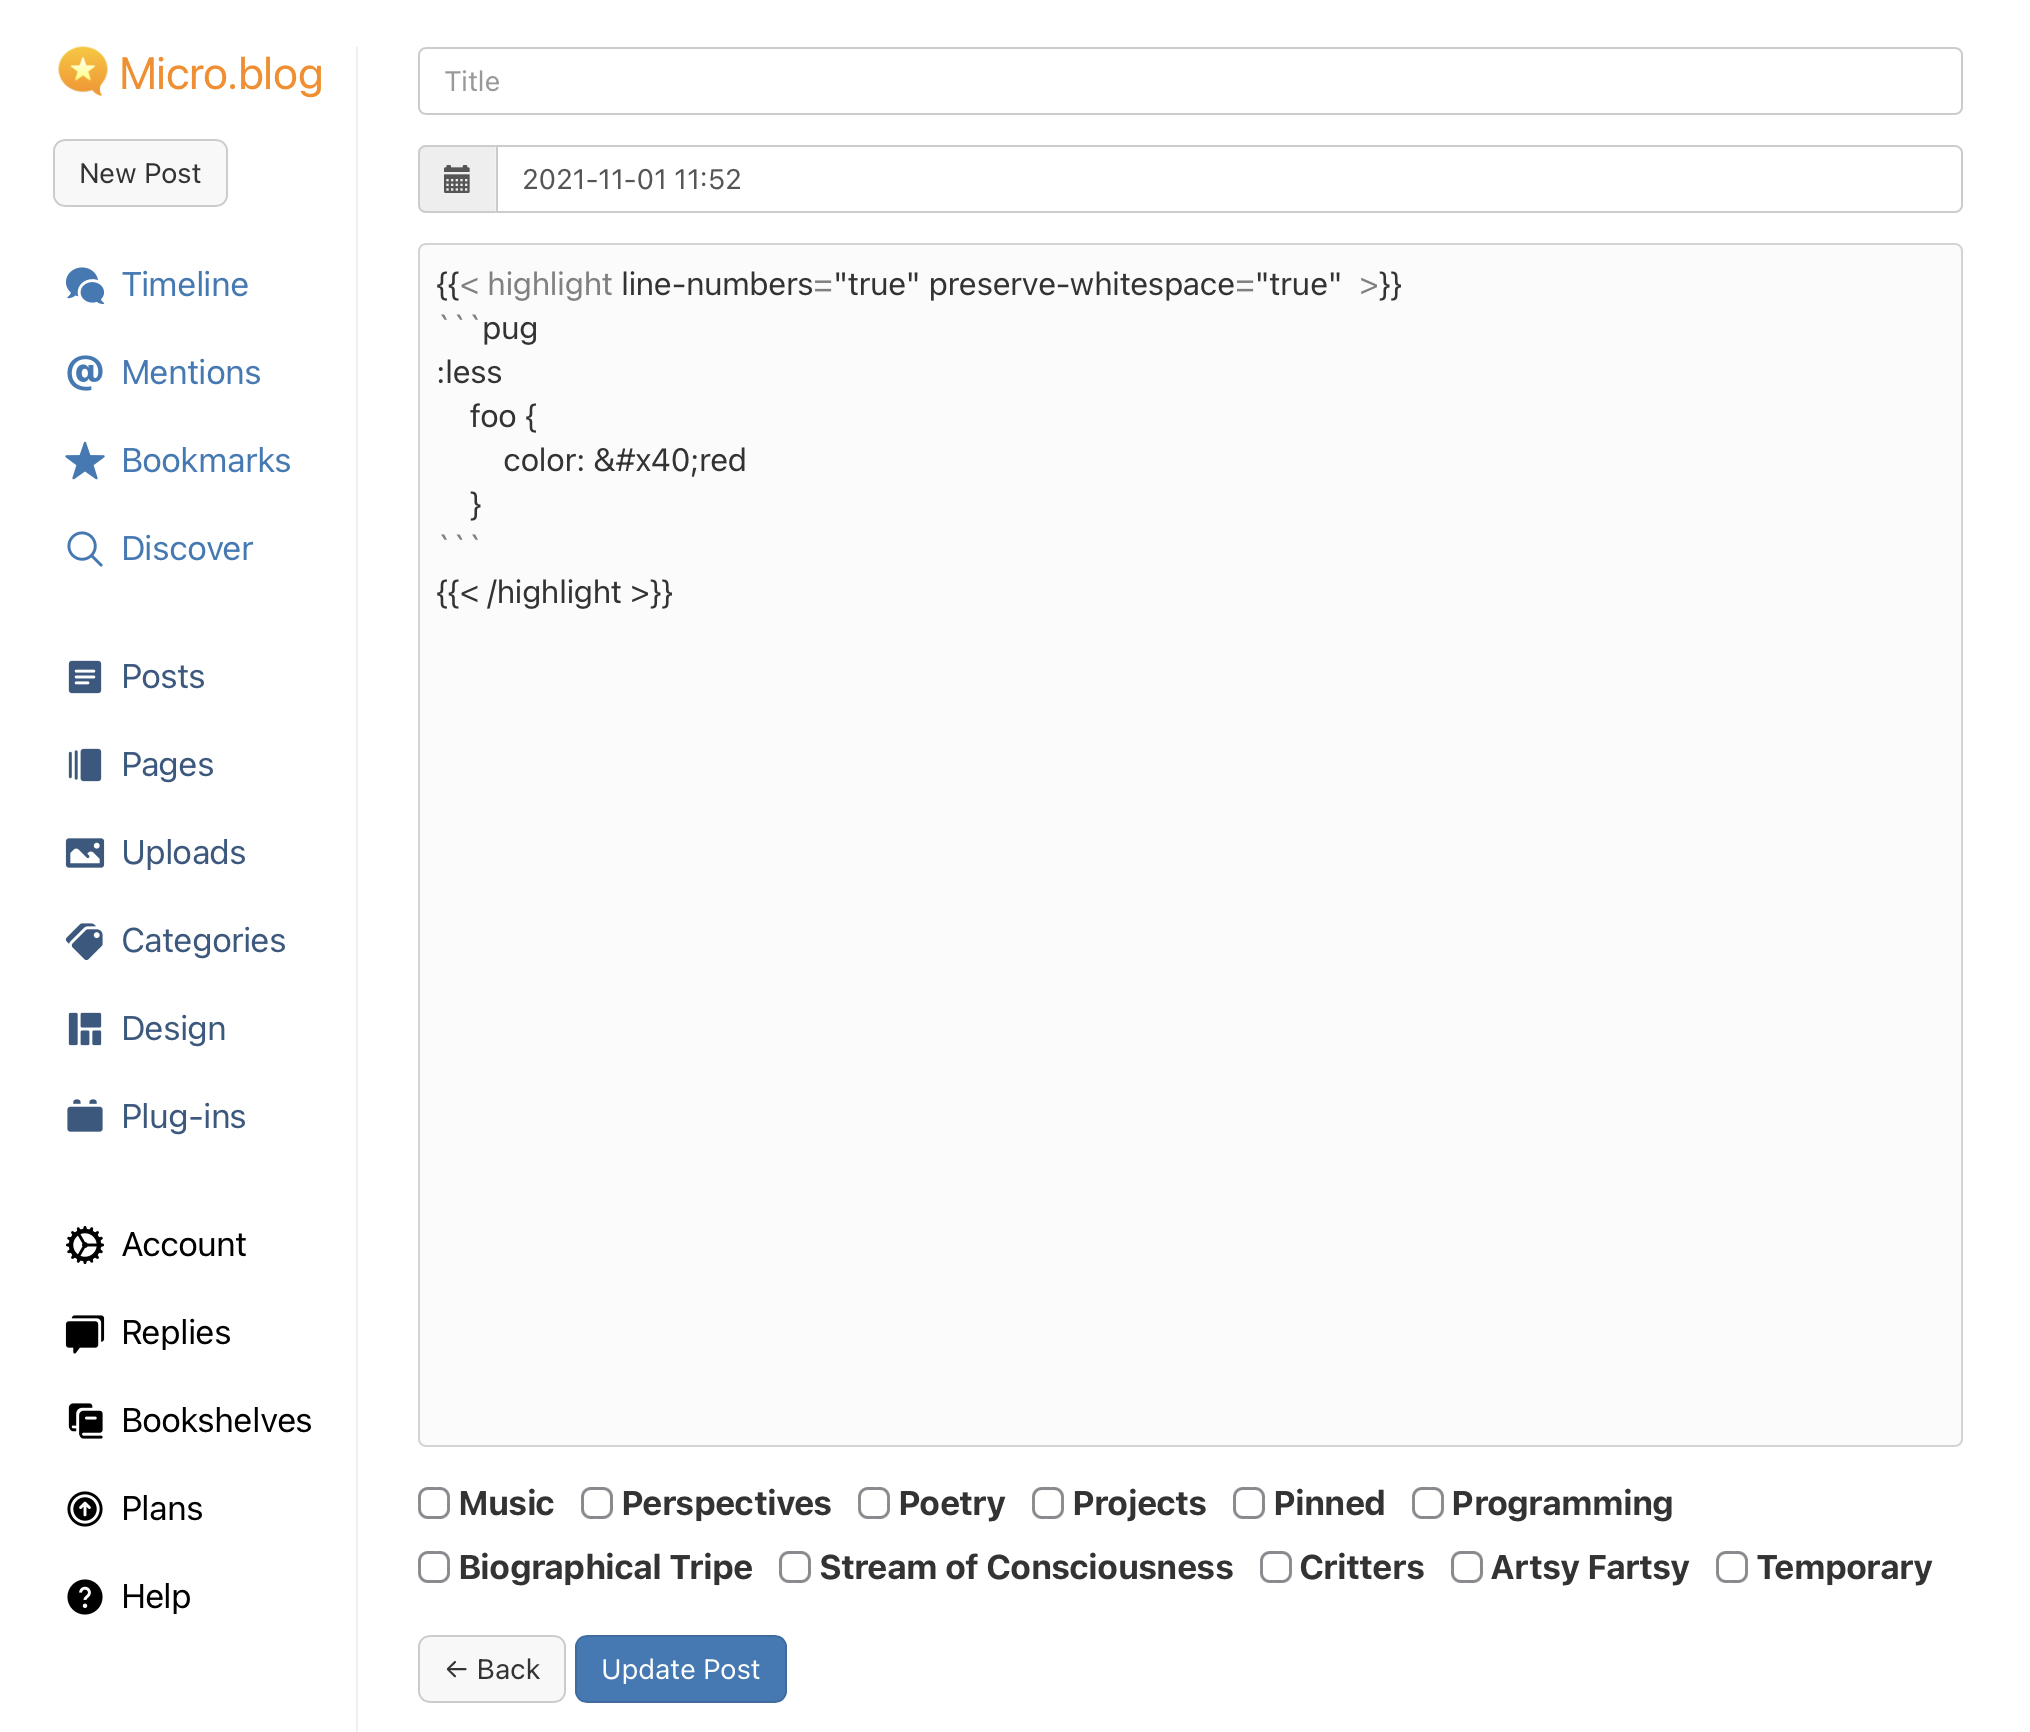 Micro.blog
New Post
Timeline
Mentions
Bookmarks
Discover
Posts
Pages
Uploads
Categories
Design
Plug-ins
Account
Replies
Bookshelves
Plans
Help
Title
2021-11-01 11:52
{{< highlight line-numbers="true" preserve-whitespace="true"  >}}
```pug
:less
    foo {
        color: &#x40;red
    }
```
{{< /highlight >}}
Music Perspectives Poetry Projects Pinned Programming
Biographical Tripe Stream of Consciousness Critters Artsy Fartsy Temporary
← Back Update Post